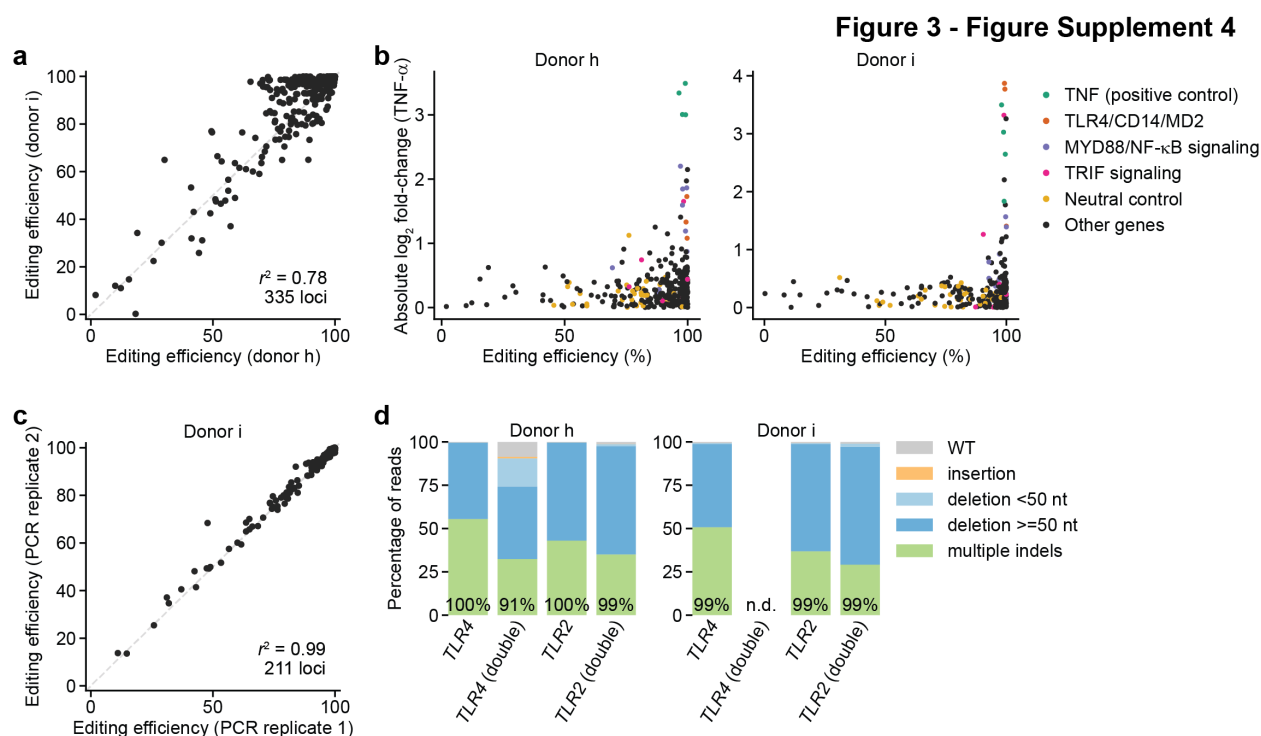 Figure 3 - Figure Supplement 4
a
Editing efficiency (donor i)
100
80
60
40
20
0
r² = 0.78
335 loci
0
50
100
Editing efficiency (donor h)
b
Donor h
Absolute log₂ fold-change (TNF-α)
3
2
1
0
0
50
100
Editing efficiency (%)
Donor i
4
3
2
1
0
0
50
100
Editing efficiency (%)
TNF (positive control)
TLR4/CD14/MD2
MYD88/NF-κB signaling
TRIF signaling
Neutral control
Other genes
c
Donor i
Editing efficiency (PCR replicate 2)
100
80
60
40
20
0
r² = 0.99
211 loci
0
50
100
Editing efficiency (PCR replicate 1)
d
Donor h
Percentage of reads
100
75
50
25
0
100%
91%
100%
99%
TLR4
TLR4 (double)
TLR2
TLR2 (double)
Donor i
100
75
50
25
0
99%
n.d.
99%
99%
TLR4
TLR4 (double)
TLR2
TLR2 (double)
WT
insertion
deletion <50 nt
deletion >=50 nt
multiple indels